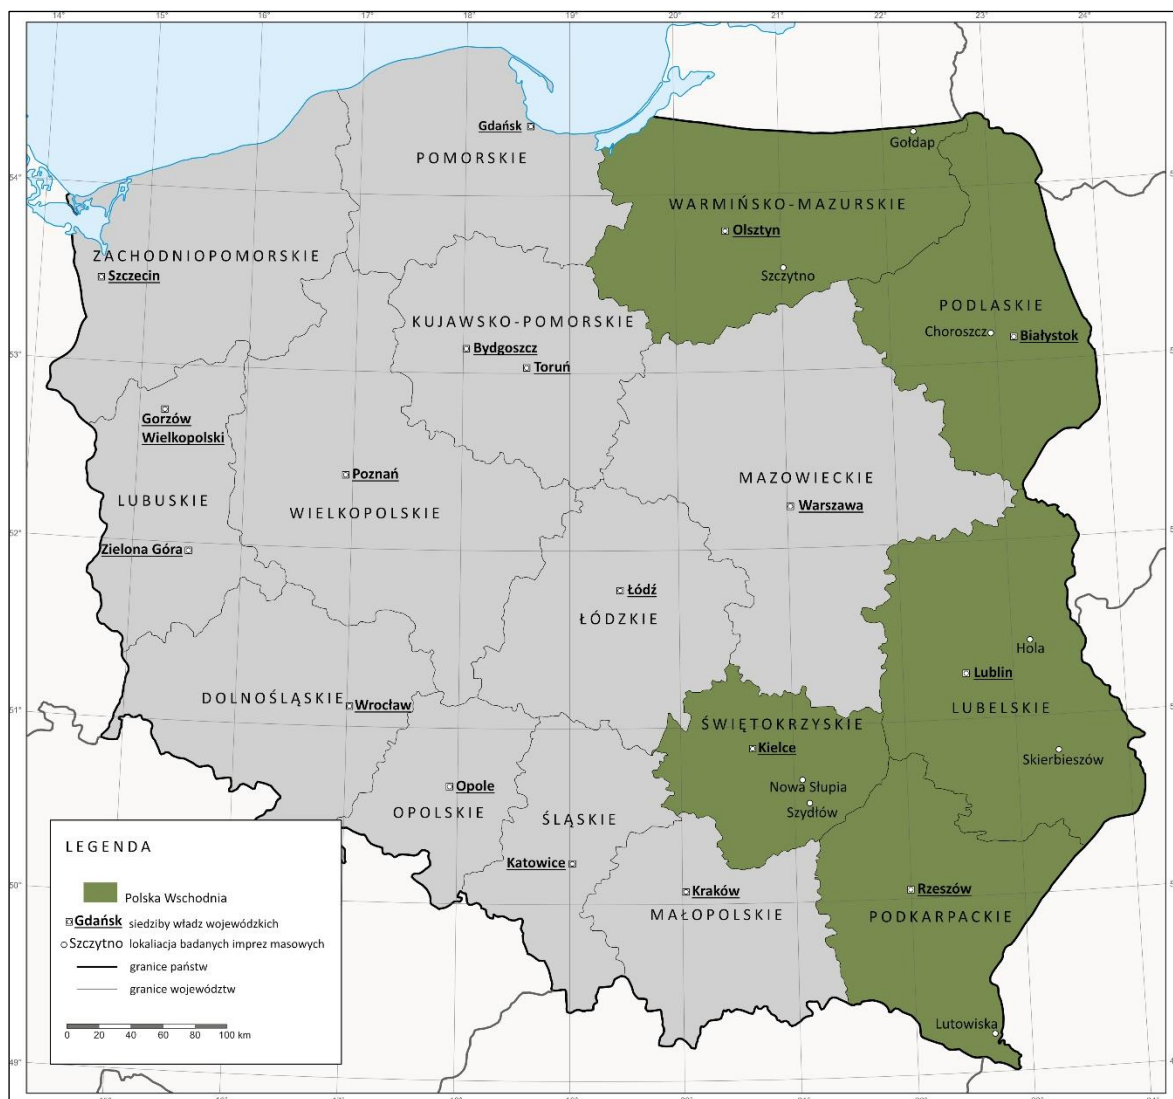 14°
15°
16°
17°
18°
19°
20°
21°
22°
23°
24°
Gdańsk
POMORSKIE
Gołdap
54°
WARMIŃSKO-MAZURSKIE
Olsztyn
ZACHODNIOPOMORSKIE
Szczecin
Szczytno
PODLASKIE
KUJAWSKO-POMORSKIE
Choroszcz
Białystok
Bydgoszcz
53°
Toruń
Gorzów
Wielkopolski
Poznań
MAZOWIECKIE
LUBUSKIE
WIELKOPOLSKIE
Warszawa
52°
Zielona Góra
Łódź
ŁÓDZKIE
Hola
Lublin
DOLNOŚLĄSKIE
Wrocław
LUBELSKIE
51°
ŚWIĘTOKRZYSKIE
Kielce
Skierbieszów
Opole
Nowa Słupia
OPOLSKIE
ŚLĄSKIE
Szydłów
Katowice
50°
Kraków
Rzeszów
MAŁOPOLSKIE
PODKARPACKIE
Lutowiska
49°
LEGENDA
Polska Wschodnia
Gdańsk siedziby władz wojewódzkich
Szczytno lokaliacja badanych imprez masowych
granice państw
granice województw
0 20 40 60 80 100 km